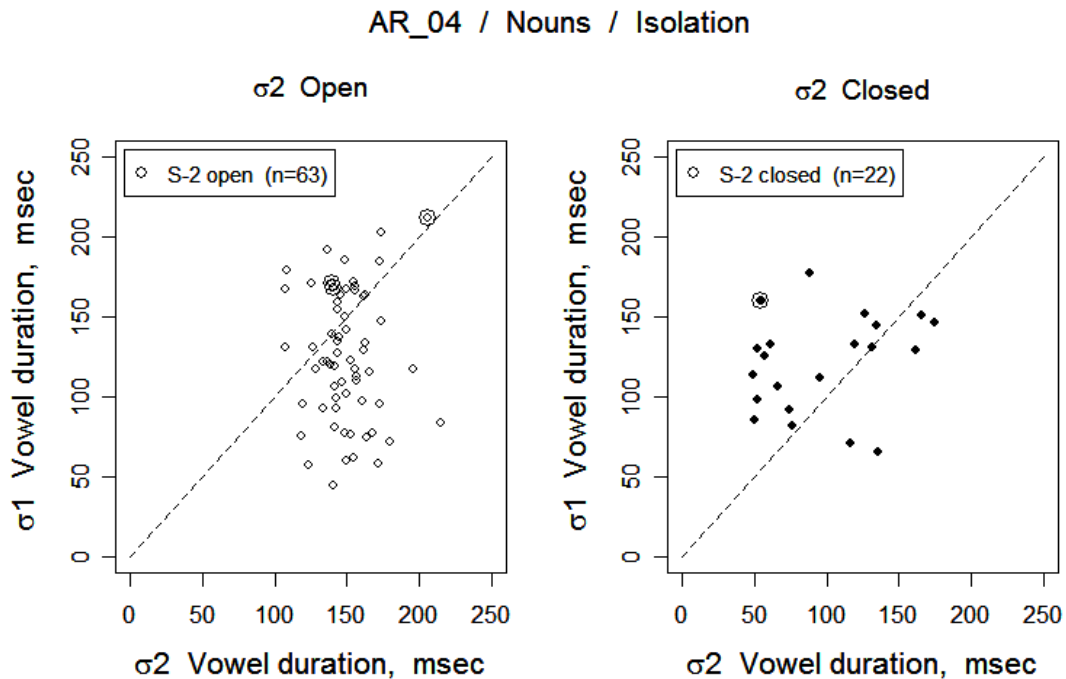 AR_04 / Nouns / Isolation
σ2 Open
σ2 Closed
S-2 open (n=63)
250
200
150
100
50
0
σ1 Vowel duration, msec
0 50 100 150 200 250
σ2 Vowel duration, msec
S-2 closed (n=22)
250
200
150
100
50
0
σ1 Vowel duration, msec
0 50 100 150 200 250
σ2 Vowel duration, msec